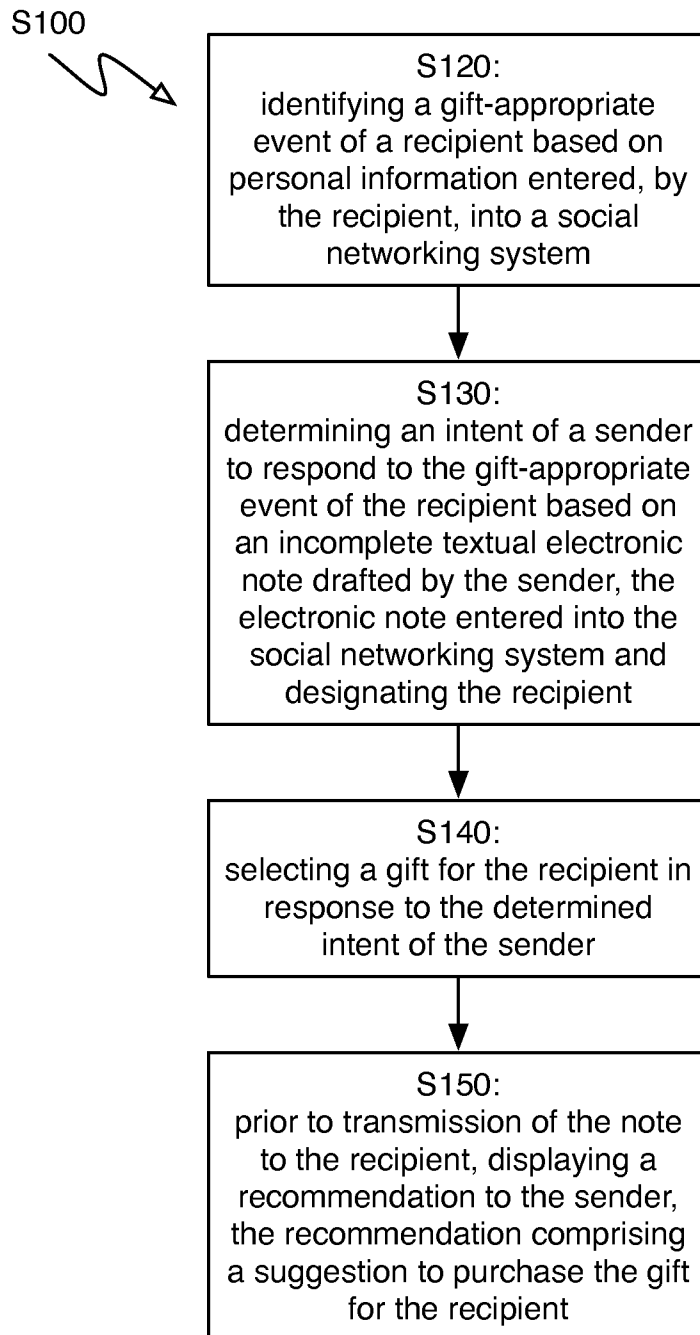 S100
S120:
identifying a gift-appropriate
event of a recipient based on
personal information entered, by
the recipient, into a social
networking system
S130:
determining an intent of a sender
to respond to the gift-appropriate
event of the recipient based on
an incomplete textual electronic
note drafted by the sender, the
electronic note entered into the
social networking system and
designating the recipient
S140:
selecting a gift for the recipient in
response to the determined
intent of the sender
S150:
prior to transmission of the note
to the recipient, displaying a
recommendation to the sender,
the recommendation comprising
a suggestion to purchase the gift
for the recipient